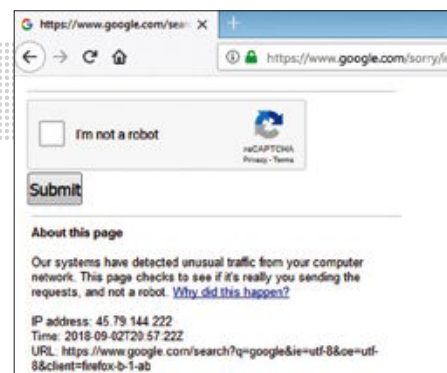 https://www.google.com/sear
https://www.google.com/sorry/i
I'm not a robot
reCAPTCHA
Privacy - Terms
Submit
About this page
Our systems have detected unusual traffic from your computer
network. This page checks to see if it's really you sending the
requests, and not a robot. Why did this happen?
IP address: 45.79.144.222
Time: 2018-09-02T20:57:22Z
URL: https://www.google.com/search?q=google&ie=utf-8&oe=utf-
8&client=firefox-b-1-ab